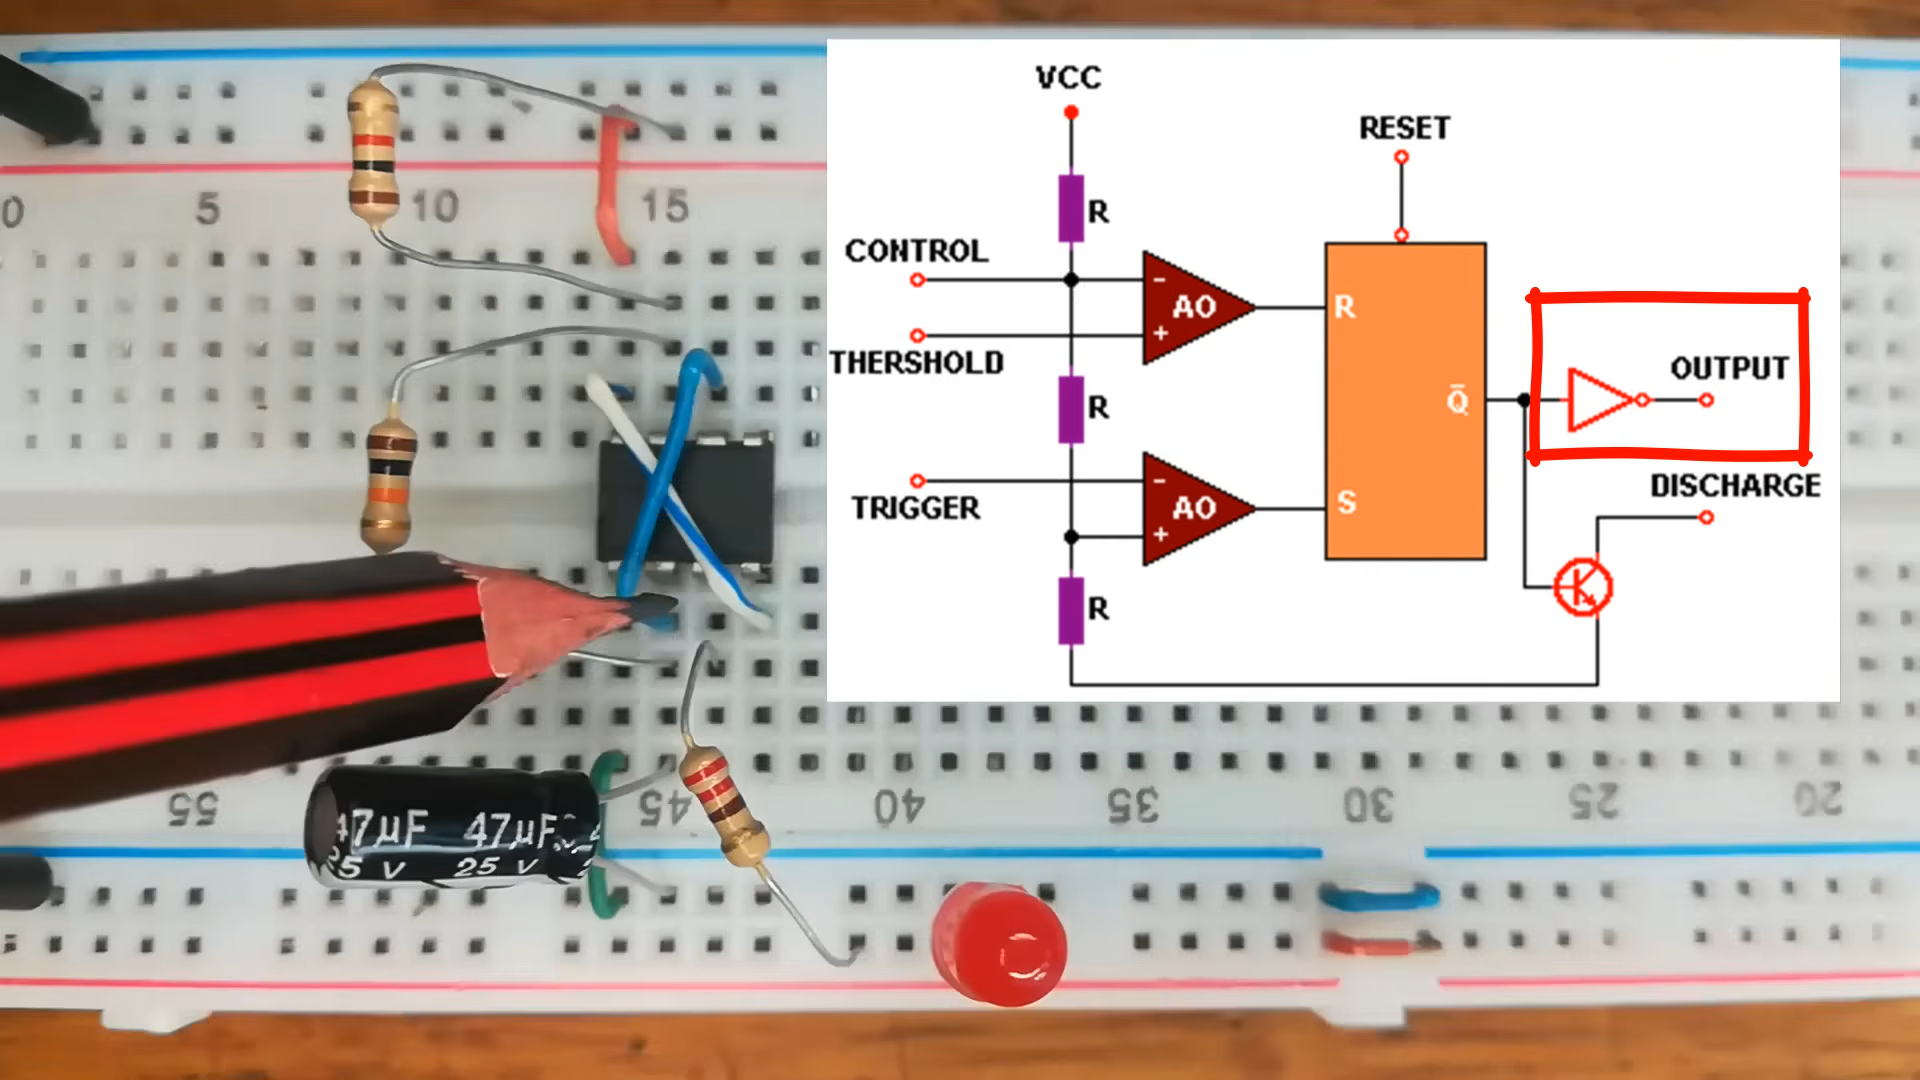 VCC
RESET
R
CONTROL
AO
R
THERSHOLD
OUTPUT
R
Q̄
DISCHARGE
TRIGGER
AO
S
R
0 5 10 15
55 45 40 35 30 25 20
47µF 47µF
25 V 25 V